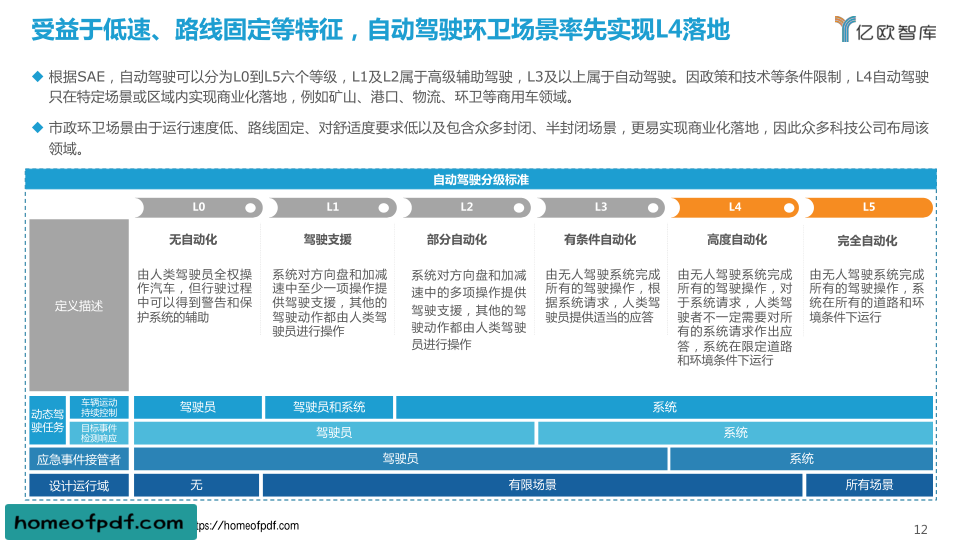 受益于低速、路线固定等特征，自动驾驶环卫场景率先实现L4落地
亿欧智库
◆ 根据SAE，自动驾驶可以分为L0到L5六个等级，L1及L2属于高级辅助驾驶，L3及以上属于自动驾驶。因政策和技术等条件限制，L4自动驾驶
只在特定场景或区域内实现商业化落地，例如矿山、港口、物流、环卫等商用车领域。
◆ 市政环卫场景由于运行速度低、路线固定、对舒适度要求低以及包含众多封闭、半封闭场景，更易实现商业化落地，因此众多科技公司布局该
领域。
自动驾驶分级标准
L0 L1 L2 L3 L4 L5
定义描述
无自动化
由人类驾驶员全权操
作汽车，但行驶过程
中可以得到警告和保
护系统的辅助
驾驶支援
系统对方向盘和加减
速中至少一项操作提
供驾驶支援，其他的
驾驶动作都由人类驾
驶员进行操作
部分自动化
系统对方向盘和加减
速中的多项操作提供
驾驶支援，其他的驾
驶动作都由人类驾驶
员进行操作
有条件自动化
由无人驾驶系统完成
所有的驾驶操作，根
据系统请求，人类驾
驶员提供适当的应答
高度自动化
由无人驾驶系统完成
所有的驾驶操作，对
于系统请求，人类驾
驶者不一定需要对所
有的系统请求作出应
答，系统在限定道路
和环境条件下运行
完全自动化
由无人驾驶系统完成
所有的驾驶操作，系
统在所有的道路和环
境条件下运行
动态驾
驶任务
车辆运动
持续控制
驾驶员 驾驶员和系统 系统
目标事件
检测响应
驾驶员 系统
应急事件接管者 驾驶员 系统
设计运行域 无 有限场景 所有场景
homeofpdf.com
tps://homeofpdf.com
12